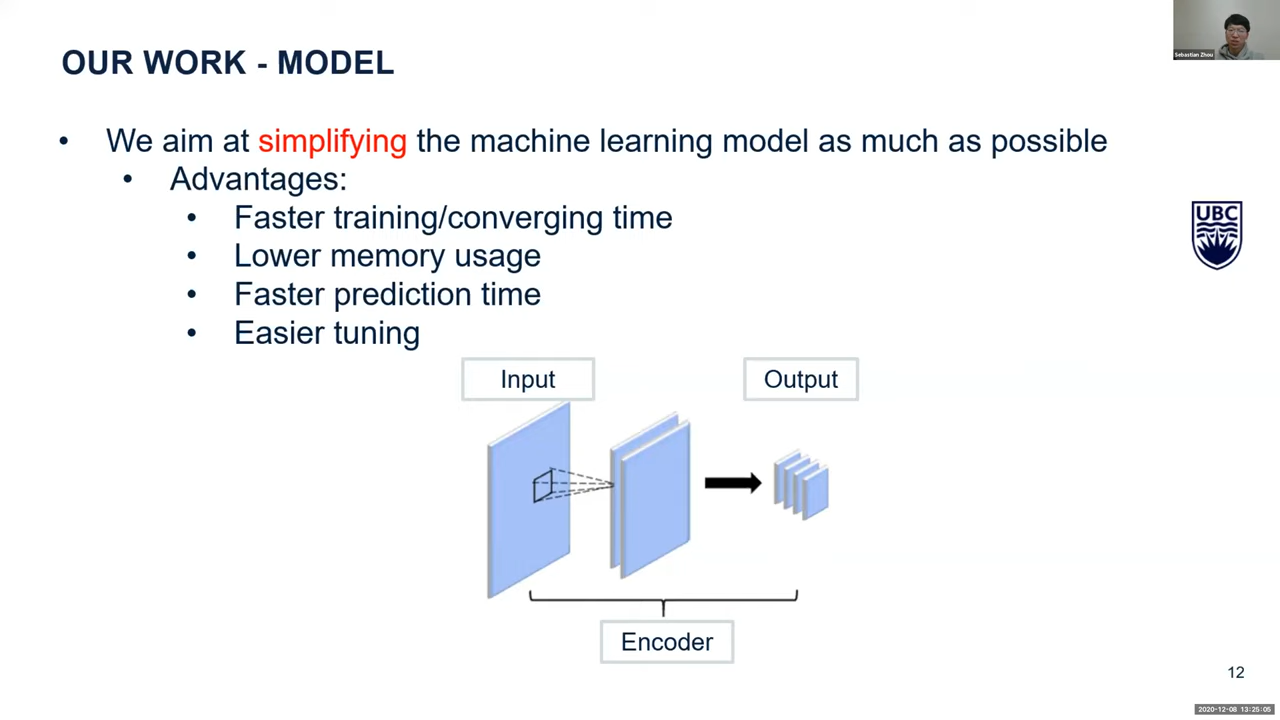 OUR WORK - MODEL
Sebastian Zhou
• We aim at simplifying the machine learning model as much as possible
• Advantages:
• Faster training/converging time
• Lower memory usage
• Faster prediction time
• Easier tuning
UBC
Input
Output
Encoder
12
2020-12-08 13:25:05